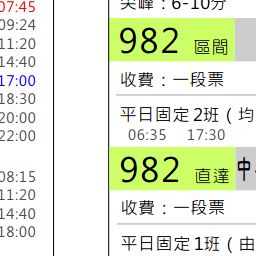 07:45
09:24
11:20
14:40
17:00
18:30
20:00
22:00
08:15
11:20
14:40
18:00
尖峰：6-10分
982 區間
收費：一段票
平日固定2班（均
06:35 17:30
982 直達 中
收費：一段票
平日固定1班（由